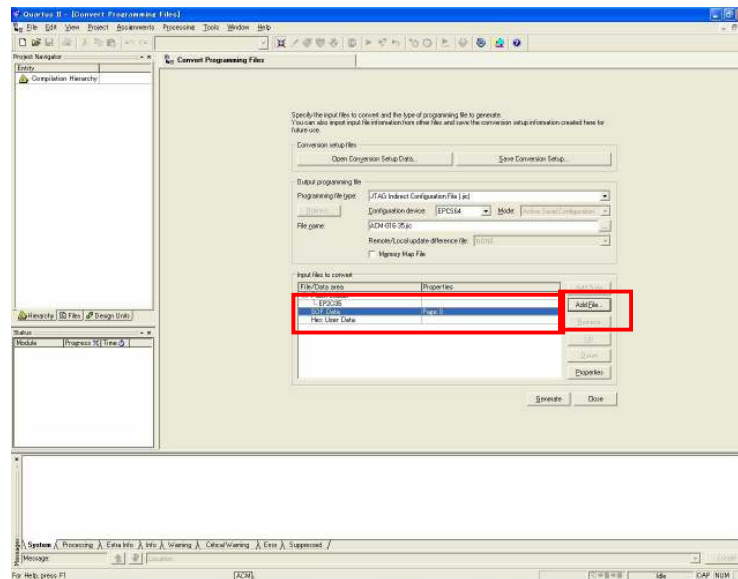 Quartus II - [Convert Programming Files]
File Edit View Project Assignments Processing Tools Window Help
Project Navigator
Convert Programming Files
Entity
Compilation Hierarchy
Specify the input files to convert and the type of programming file to generate.
You can also import input file information from other files and save the conversion setup information created here for
future use.
Conversion setup files
Open Conversion Setup Data... Save Conversion Setup...
Output programming file
Programming file type: JTAG Indirect Configuration File (.jic)
Options... Configuration device: EPCS64 Mode: Active Serial Configuration
File name:
Remote/Local update difference file: NONE
Memory Map File
Input files to convert
File/Data area Properties Add Data
Flash Loader
EP2C35 Add File...
SOF Data Page_0
Hex User Data Remove
Up
Down
Properties
Generate Close
Hierarchy Files Design Units
Status
Module Progress % Time
System Processing Extra Info Info Warning Critical Warning Error Suppressed
Messages
Message: Location: Locate
For Help, press F1 [ACM]. Idle CAP NUM